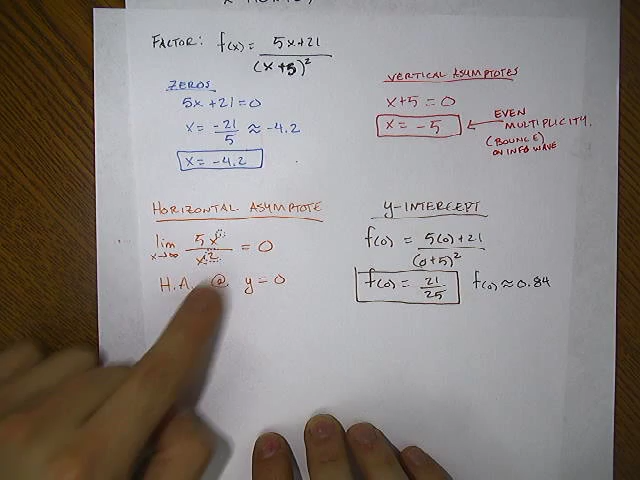 FACTOR: f(x) = 5x+21 / (x+5)²
ZEROS
5x + 21 = 0
x = -21/5 ≈ -4.2
x = -4.2
VERTICAL ASYMPTOTES
x+5 = 0
x = -5
EVEN
MULTIPLICITY.
(BOUNCE)
ON INFO WAVE
HORIZONTAL ASYMPTOTE
lim x→∞ 5x / x² = 0
H.A. @ y = 0
y-INTERCEPT
f(0) = 5(0)+21 / (0+5)²
f(0) = 21/25 f(0) ≈ 0.84